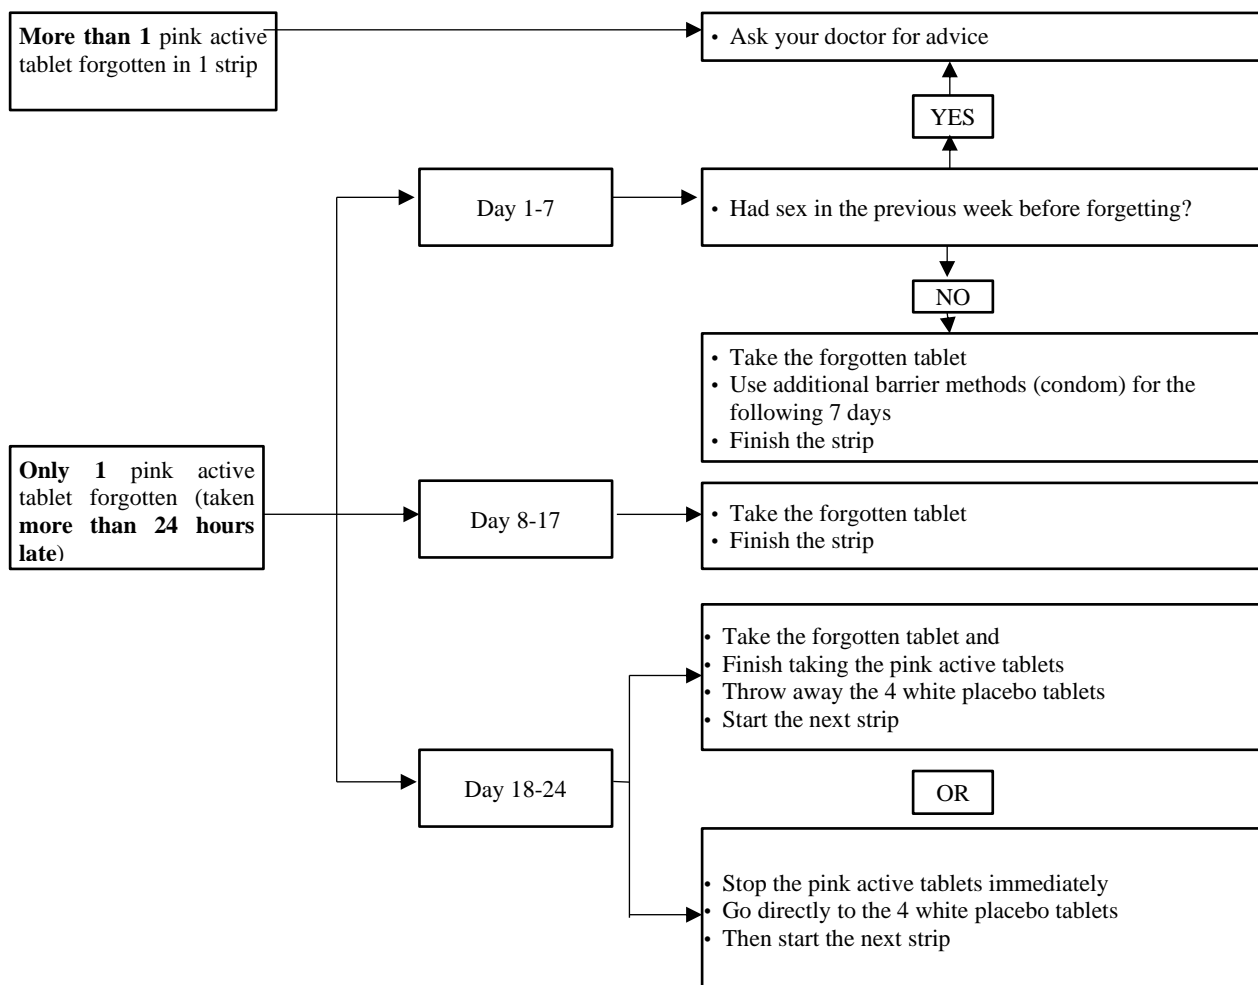 More than 1 pink active
tablet forgotten in 1 strip
• Ask your doctor for advice
YES
Day 1-7
• Had sex in the previous week before forgetting?
NO
• Take the forgotten tablet
• Use additional barrier methods (condom) for the
following 7 days
• Finish the strip
Only 1 pink active
tablet forgotten (taken
more than 24 hours
late)
Day 8-17
• Take the forgotten tablet
• Finish the strip
• Take the forgotten tablet and
• Finish taking the pink active tablets
• Throw away the 4 white placebo tablets
• Start the next strip
Day 18-24
OR
• Stop the pink active tablets immediately
• Go directly to the 4 white placebo tablets
• Then start the next strip